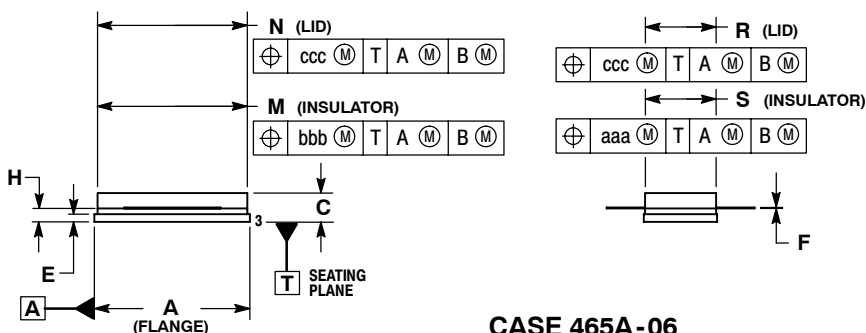 N (LID)
⌖ ccc Ⓜ T A Ⓜ B Ⓜ
M (INSULATOR)
⌖ bbb Ⓜ T A Ⓜ B Ⓜ
R (LID)
⌖ ccc Ⓜ T A Ⓜ B Ⓜ
S (INSULATOR)
⌖ aaa Ⓜ T A Ⓜ B Ⓜ
H
C
3
E
F
T SEATING
PLANE
A
A
(FLANGE)
CASE 465A-06